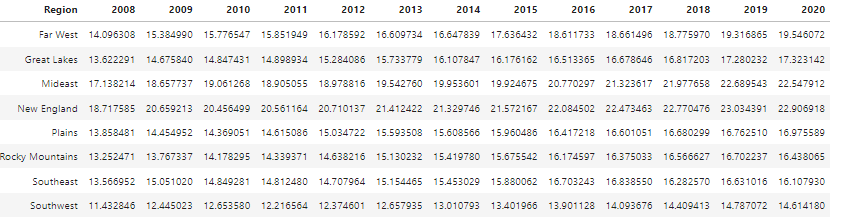 Region 2008 2009 2010 2011 2012 2013 2014 2015 2016 2017 2018 2019 2020
Far West 14.096308 15.384990 15.776547 15.851949 16.178592 16.609734 16.647839 17.636432 18.611733 18.661496 18.775970 19.316865 19.546072
Great Lakes 13.622291 14.675840 14.847431 14.898934 15.284086 15.733779 16.107847 16.176162 16.513365 16.678646 16.817203 17.280232 17.323142
Mideast 17.138214 18.657737 19.061268 18.905055 18.978816 19.542760 19.953601 19.924675 20.770297 21.323617 21.977658 22.689543 22.547912
New England 18.717585 20.659213 20.456499 20.561164 20.710137 21.412422 21.329746 21.572167 22.084502 22.473463 22.770476 23.034391 22.906918
Plains 13.858481 14.454952 14.369051 14.615086 15.034722 15.593508 15.608566 15.960486 16.417218 16.601051 16.680299 16.762510 16.975589
Rocky Mountains 13.252471 13.767337 14.178295 14.339371 14.638216 15.130232 15.419780 15.675542 16.174597 16.375033 16.566627 16.702237 16.438065
Southeast 13.566952 15.051020 14.849281 14.812480 14.707964 15.154465 15.453029 15.880062 16.703243 16.838550 16.282570 16.631016 16.107930
Southwest 11.432846 12.445023 12.653580 12.216564 12.374601 12.657935 13.010793 13.401966 13.901128 14.093676 14.409413 14.787072 14.614180